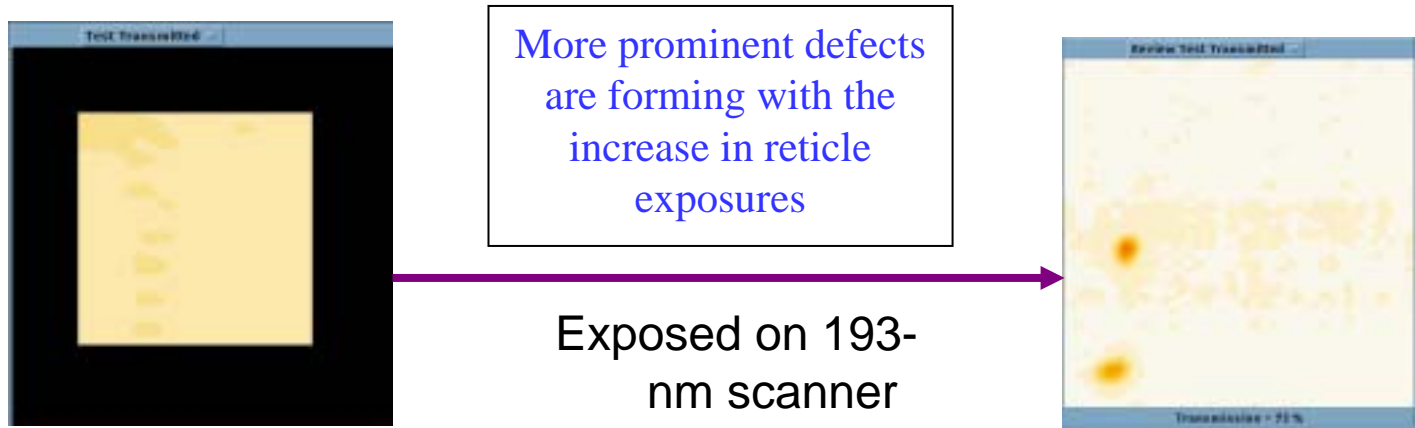 Test Transmitted
More prominent defects
are forming with the
increase in reticle
exposures
Review Test Transmitted
Exposed on 193-
nm scanner
Transmission =